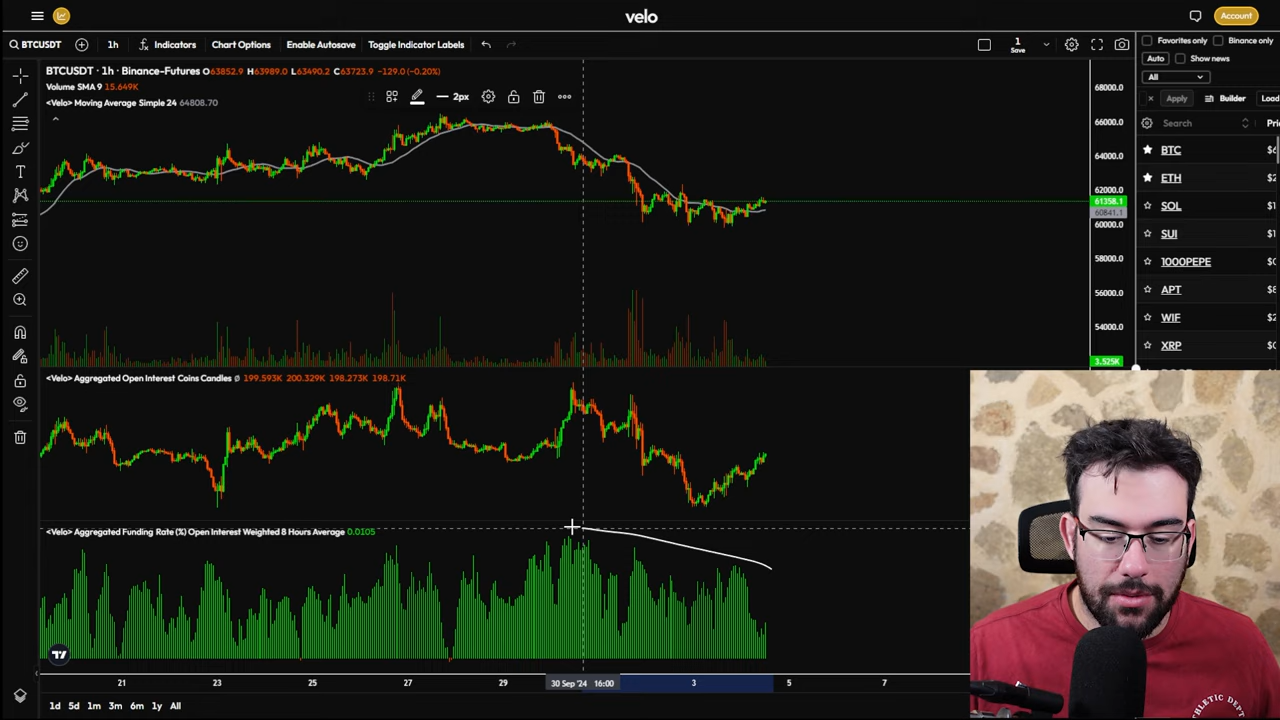 velo
Account
BTCUSDT 1h Indicators Chart Options Enable Autosave Toggle Indicator Labels 1 Save
BTCUSDT · 1h · Binance-Futures O63852.9 H63989.0 L63490.2 C63723.9 -129.0 (-0.20%)
Volume SMA 9 15.649K
<Velo> Moving Average Simple 24 64808.70
2px
68000.0
66000.0
64000.0
62000.0
61358.1
60841.1
60000.0
58000.0
56000.0
54000.0
3.525K
<Velo> Aggregated Open Interest Coins Candles ø 199.593K 200.329K 198.273K 198.71K
<Velo> Aggregated Funding Rate (%) Open Interest Weighted 8 Hours Average 0.0105
21 23 25 27 29 30 Sep '24 16:00 3 5 7
1d 5d 1m 3m 6m 1y All
Favorites only Binance only
Auto Show news
All
Apply Builder Load
Search Pri
BTC
ETH
SOL
SUI
1000PEPE
APT
WIF
XRP